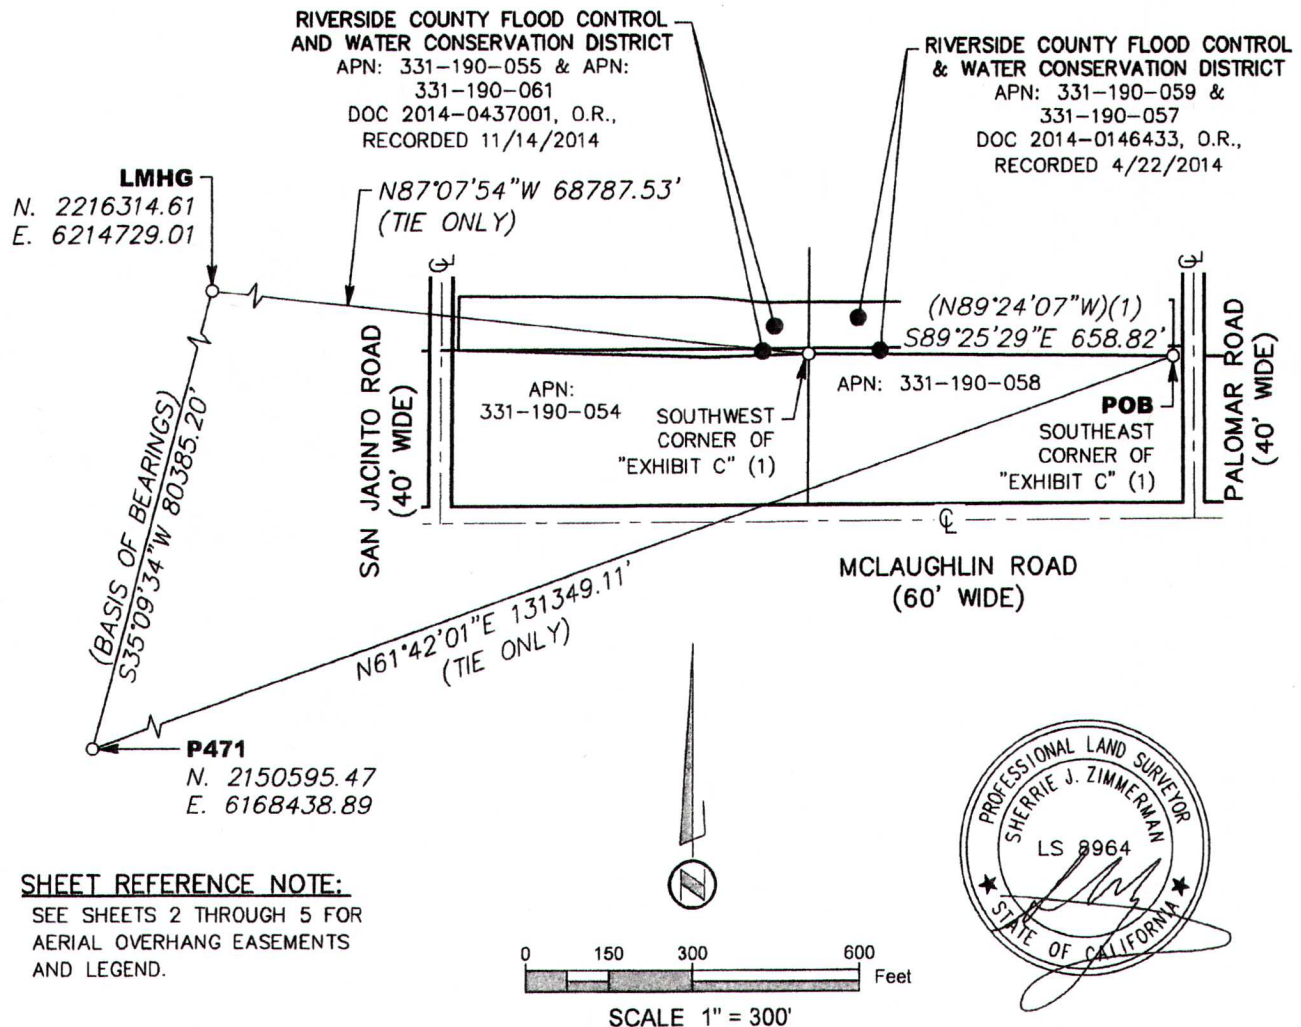 RIVERSIDE COUNTY FLOOD CONTROL
AND WATER CONSERVATION DISTRICT
APN: 331-190-055 & APN:
331-190-061
DOC 2014-0437001, O.R.,
RECORDED 11/14/2014
RIVERSIDE COUNTY FLOOD CONTROL
& WATER CONSERVATION DISTRICT
APN: 331-190-059 &
331-190-057
DOC 2014-0146433, O.R.,
RECORDED 4/22/2014
LMHG
N. 2216314.61
E. 6214729.01
N87°07'54"W 68787.53'
(TIE ONLY)
CL
CL
(N89°24'07"W)(1)
S89°25'29"E 658.82'
SAN JACINTO ROAD
(40' WIDE)
APN:
331-190-054
SOUTHWEST
CORNER OF
"EXHIBIT C" (1)
APN: 331-190-058
POB
SOUTHEAST
CORNER OF
"EXHIBIT C" (1)
PALOMAR ROAD
(40' WIDE)
(BASIS OF BEARINGS)
S35°09'34"W 80385.20'
CL
MCLAUGHLIN ROAD
(60' WIDE)
N61°42'01"E 131349.11'
(TIE ONLY)
P471
N. 2150595.47
E. 6168438.89
N
SHEET REFERENCE NOTE:
SEE SHEETS 2 THROUGH 5 FOR
AERIAL OVERHANG EASEMENTS
AND LEGEND.
0 150 300 600
Feet
SCALE 1" = 300'
PROFESSIONAL LAND SURVEYOR
SHERRIE J. ZIMMERMAN
LS 8964
STATE OF CALIFORNIA